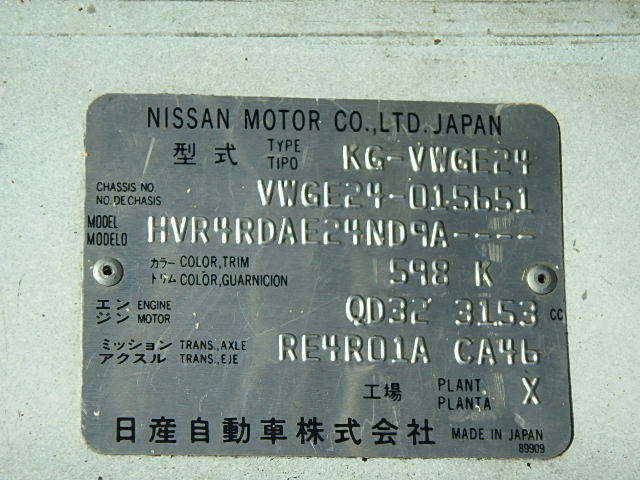 NISSAN MOTOR CO.,LTD. JAPAN
型式 TYPE TIPO KG-VWGE24
CHASSIS NO. NO.DE CHASIS VWGE24-015651
MODEL MODELO HVR4RDAE24ND9A----
カラー COLOR,TRIM トリム COLOR,GUARNICION 598 K
エンジン ENGINE MOTOR QD32 3153 CC
ミッション TRANS.,AXLE アクスル TRANS.,EJE RE4R01A CA46
工場 PLANT PLANTA X
日産自動車株式会社 MADE IN JAPAN
89909